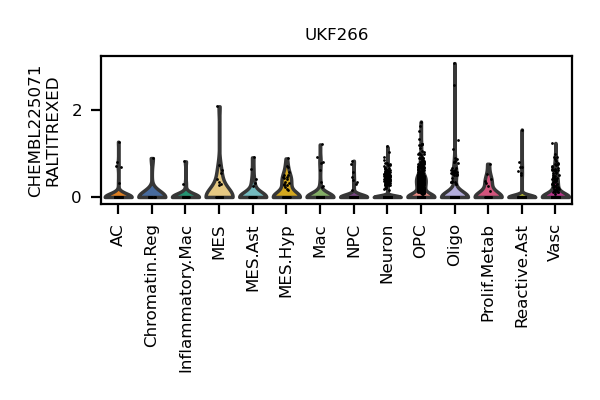 UKF266
CHEMBL225071
RALTITREXED
2
0
AC
Chromatin.Reg
Inflammatory.Mac
MES
MES.Ast
MES.Hyp
Mac
NPC
Neuron
OPC
Oligo
Prolif.Metab
Reactive.Ast
Vasc